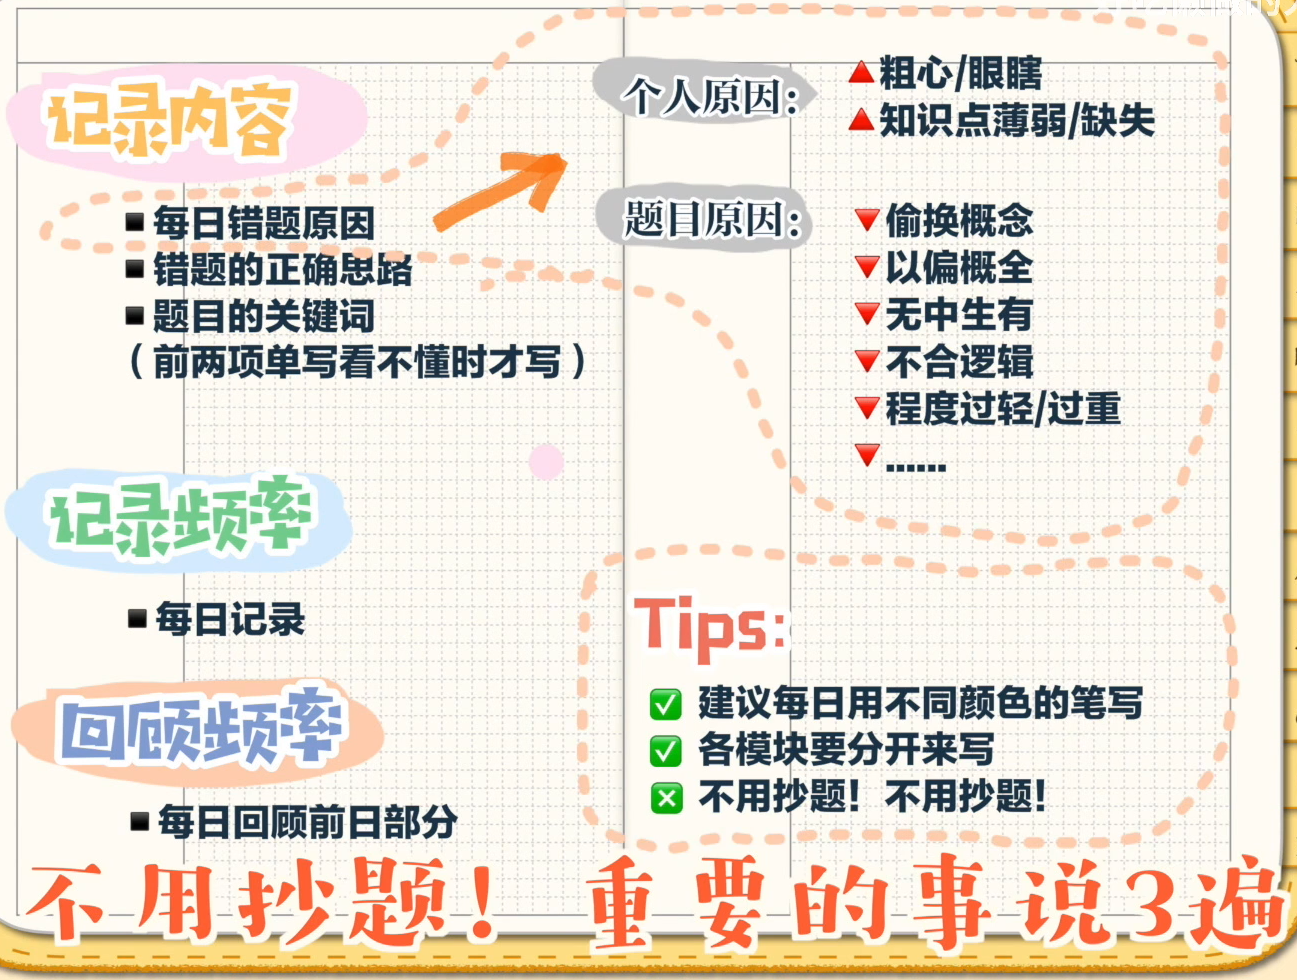 记录内容
■ 每日错题原因
■ 错题的正确思路
■ 题目的关键词
（前两项单写看不懂时才写）
个人原因：
🔺粗心/眼瞎
🔺知识点薄弱/缺失
题目原因：
🔻偷换概念
🔻以偏概全
🔻无中生有
🔻不合逻辑
🔻程度过轻/过重
🔻......
记录频率
■ 每日记录
回顾频率
■ 每日回顾前日部分
Tips:
✅ 建议每日用不同颜色的笔写
✅ 各模块要分开来写
❎ 不用抄题！不用抄题！
不用抄题！重要的事说3遍